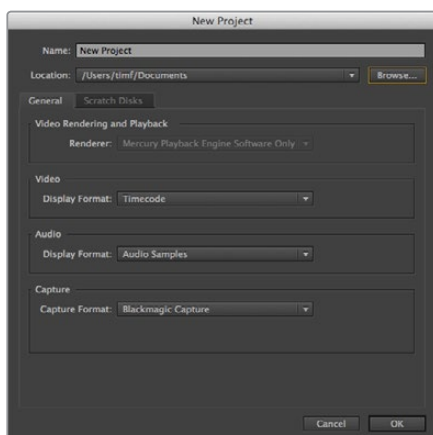 New Project
Name: New Project
Location: /Users/timf/Documents Browse...
General Scratch Disks
Video Rendering and Playback
Renderer: Mercury Playback Engine Software Only
Video
Display Format: Timecode
Audio
Display Format: Audio Samples
Capture
Capture Format: Blackmagic Capture
Cancel OK